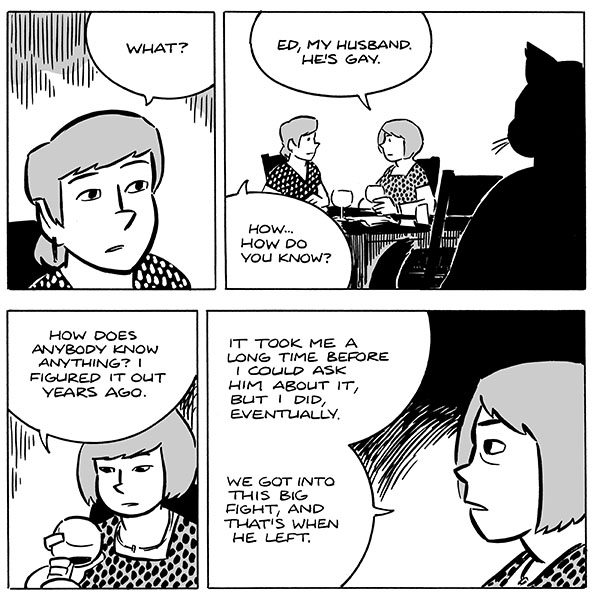 WHAT?
ED, MY HUSBAND.
HE'S GAY.
HOW...
HOW DO
YOU KNOW?
HOW DOES
ANYBODY KNOW
ANYTHING? I
FIGURED IT OUT
YEARS AGO.
IT TOOK ME A
LONG TIME BEFORE
I COULD ASK
HIM ABOUT IT,
BUT I DID,
EVENTUALLY.
WE GOT INTO
THIS BIG
FIGHT, AND
THAT'S WHEN
HE LEFT.